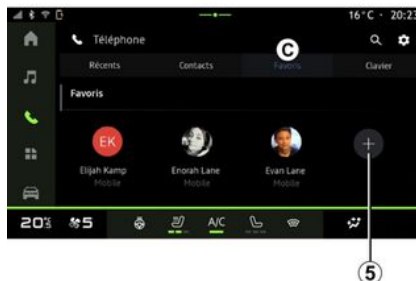 16°C · 20:23
Téléphone
C
Récents Contacts Favoris Clavier
Favoris
EK
Elijah Kamp Enorah Lane Evan Lane
Mobile Mobile Mobile
20 5 A/C
5